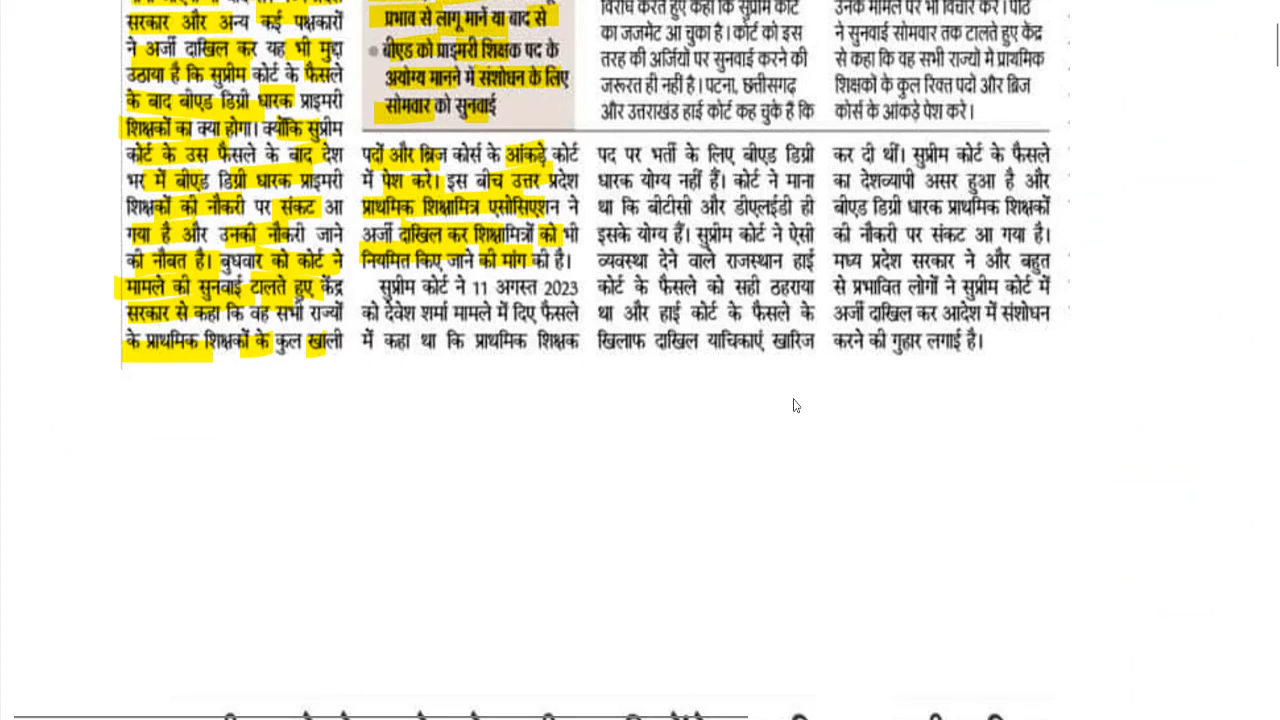 सरकार और अन्य कई पक्षकारों
ने अर्जी दाखिल कर यह भी मुद्दा
उठाया है कि सुप्रीम कोर्ट के फैसले
के बाद बीएड डिग्री धारक प्राइमरी
शिक्षकों का क्या होगा। क्योंकि सुप्रीम
कोर्ट के उस फैसले के बाद देश
भर में बीएड डिग्री धारक प्राइमरी
शिक्षकों की नौकरी पर संकट आ
गया है और उनकी नौकरी जाने
की नौबत है। बुधवार को कोर्ट ने
मामले की सुनवाई टालते हुए केंद्र
सरकार से कहा कि वह सभी राज्यों
के प्राथमिक शिक्षकों के कुल खाली
प्रभाव से लागू मानें या बाद से
● बीएड को प्राइमरी शिक्षक पद के
अयोग्य मानने में संशोधन के लिए
सोमवार को सुनवाई
पदों और ब्रिज कोर्स के आंकड़े कोर्ट
में पेश करे। इस बीच उत्तर प्रदेश
प्राथमिक शिक्षामित्र एसोसिएशन ने
अर्जी दाखिल कर शिक्षामित्रों को भी
नियमित किए जाने की मांग की है।
सुप्रीम कोर्ट ने 11 अगस्त 2023
को देवेश शर्मा मामले में दिए फैसले
में कहा था कि प्राथमिक शिक्षक
विरोध करते हुए कहा कि सुप्रीम कोर्ट
का जजमेंट आ चुका है। कोर्ट को इस
तरह की अर्जियों पर सुनवाई करने की
जरूरत ही नहीं है। पटना, छत्तीसगढ़
और उत्तराखंड हाई कोर्ट कह चुके हैं कि
उनके मामले पर भी विचार करे। पीठ
ने सुनवाई सोमवार तक टालते हुए केंद्र
से कहा कि वह सभी राज्यों में प्राथमिक
शिक्षकों के कुल रिक्त पदों और ब्रिज
कोर्स के आंकड़े पेश करे।
पद पर भर्ती के लिए बीएड डिग्री
धारक योग्य नहीं हैं। कोर्ट ने माना
था कि बीटीसी और डीएलईडी ही
इसके योग्य हैं। सुप्रीम कोर्ट ने ऐसी
व्यवस्था देने वाले राजस्थान हाई
कोर्ट के फैसले को सही ठहराया
था और हाई कोर्ट के फैसले के
खिलाफ दाखिल याचिकाएं खारिज
कर दी थीं। सुप्रीम कोर्ट के फैसले
का देशव्यापी असर हुआ है और
बीएड डिग्री धारक प्राथमिक शिक्षकों
की नौकरी पर संकट आ गया है।
मध्य प्रदेश सरकार ने और बहुत
से प्रभावित लोगों ने सुप्रीम कोर्ट में
अर्जी दाखिल कर आदेश में संशोधन
करने की गुहार लगाई है।